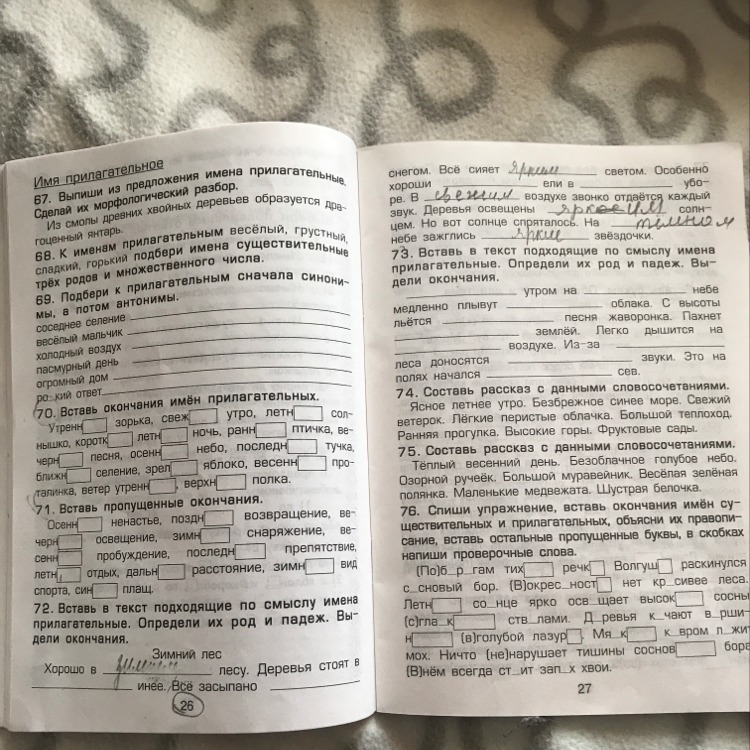 Имя прилагательное
67. Выпиши из предложения имена прилагательные.
Сделай их морфологический разбор.
Из смолы древних хвойных деревьев образуется дра-
гоценный янтарь.
68. К именам прилагательным весёлый, грустный,
сладкий, горький подбери имена существительные
трёх родов и множественного числа.
69. Подбери к прилагательным сначала синони-
мы, а потом антонимы.
соседнее селение
весёлый мальчик
холодный воздух
пасмурный день
огромный дом
ро_кий ответ
70. Вставь окончания имён прилагательных.
Утренн зорька, свеж утро, летн сол-
нышко, коротк летн ночь, ранн птичка, ве-
черн песня, осенн небо, последн тучка,
ближн селение, зрел яблоко, весенн про-
талинка, ветер утренн, верхн полка.
71. Вставь пропущенные окончания.
Осенн ненастье, поздн возвращение, ве-
черн освещение, зимн снаряжение, ве-
сенн пробуждение, последн препятствие,
летн отдых, дальн расстояние, зимн вид
спорта, син плащ.
72. Вставь в текст подходящие по смыслу имена
прилагательные. Определи их род и падеж. Вы-
дели окончания.
Зимний лес
Хорошо в зимнем лесу. Деревья стоят в
инее. Всё засыпано
26
снегом. Всё сияет ярким светом. Особенно
хороши ели в убо-
ре. В свежим воздухе звонко отдаётся каждый
звук. Деревья освещены солн-
цем. Но вот солнце спряталось. На тёмном
небе зажглись яркие звёздочки.
73. Вставь в текст подходящие по смыслу имена
прилагательные. Определи их род и падеж. Вы-
дели окончания.
утром на небе
медленно плывут облака. С высоты
льётся песня жаворонка. Пахнет
землёй. Легко дышится на
воздухе. Из-за
леса доносятся звуки. Это на
полях начался сев.
74. Составь рассказ с данными словосочетаниями.
Ясное летнее утро. Безбрежное синее море. Свежий
ветерок. Лёгкие перистые облачка. Большой теплоход.
Ранняя прогулка. Высокие горы. Фруктовые сады.
75. Составь рассказ с данными словосочетаниями.
Тёплый весенний день. Безоблачное голубое небо.
Озорной ручеёк. Большой муравейник. Весёлая зелёная
полянка. Маленькие медвежата. Шустрая белочка.
76. Спиши упражнение, вставь окончания имён су-
ществительных и прилагательных, объясни их правопи-
сание, вставь остальные пропущенные буквы, в скобках
напиши проверочные слова.
(По)б_р_гам тих речк Волгуш раскинулся
с_сновый бор. (В)окрес_ност нет кр_сивее леса.
Летн со_нце ярко осв_щает высок сосны
(с)гла_к ств_лами. Д_ревья к_чают в_рши-
н (в)голубой лазур. Мя_к к_вром л_жит
мох. Ничто (не)нарушает тишины соснов бора
(В)нём всегда ст_ит зап_х хвои.
27